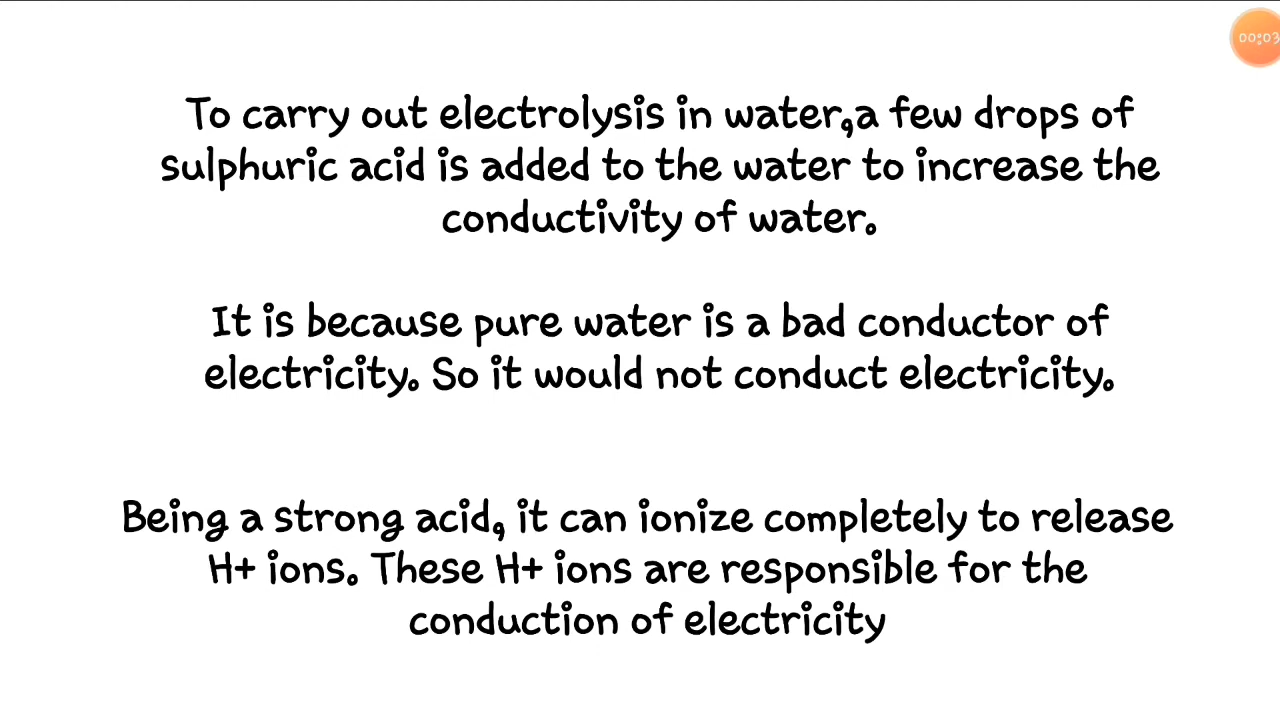 00:03
To carry out electrolysis in water,a few drops of
sulphuric acid is added to the water to increase the
conductivity of water.
It is because pure water is a bad conductor of
electricity. So it would not conduct electricity.
Being a strong acid, it can ionize completely to release
H+ ions. These H+ ions are responsible for the
conduction of electricity